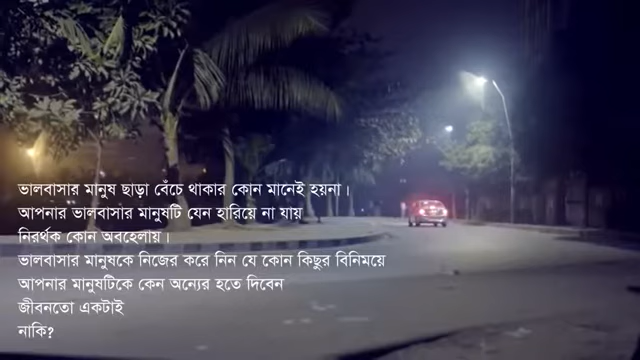 ভালবাসার মানুষ ছাড়া বেঁচে থাকার কোন মানেই হয়না।
আপনার ভালবাসার মানুষটি যেন হারিয়ে না যায়
নিরর্থক কোন অবহেলায়।
ভালবাসার মানুষকে নিজের করে নিন যে কোন কিছুর বিনিময়ে
আপনার মানুষটিকে কেন অন্যের হতে দিবেন
জীবনতো একটাই
নাকি?